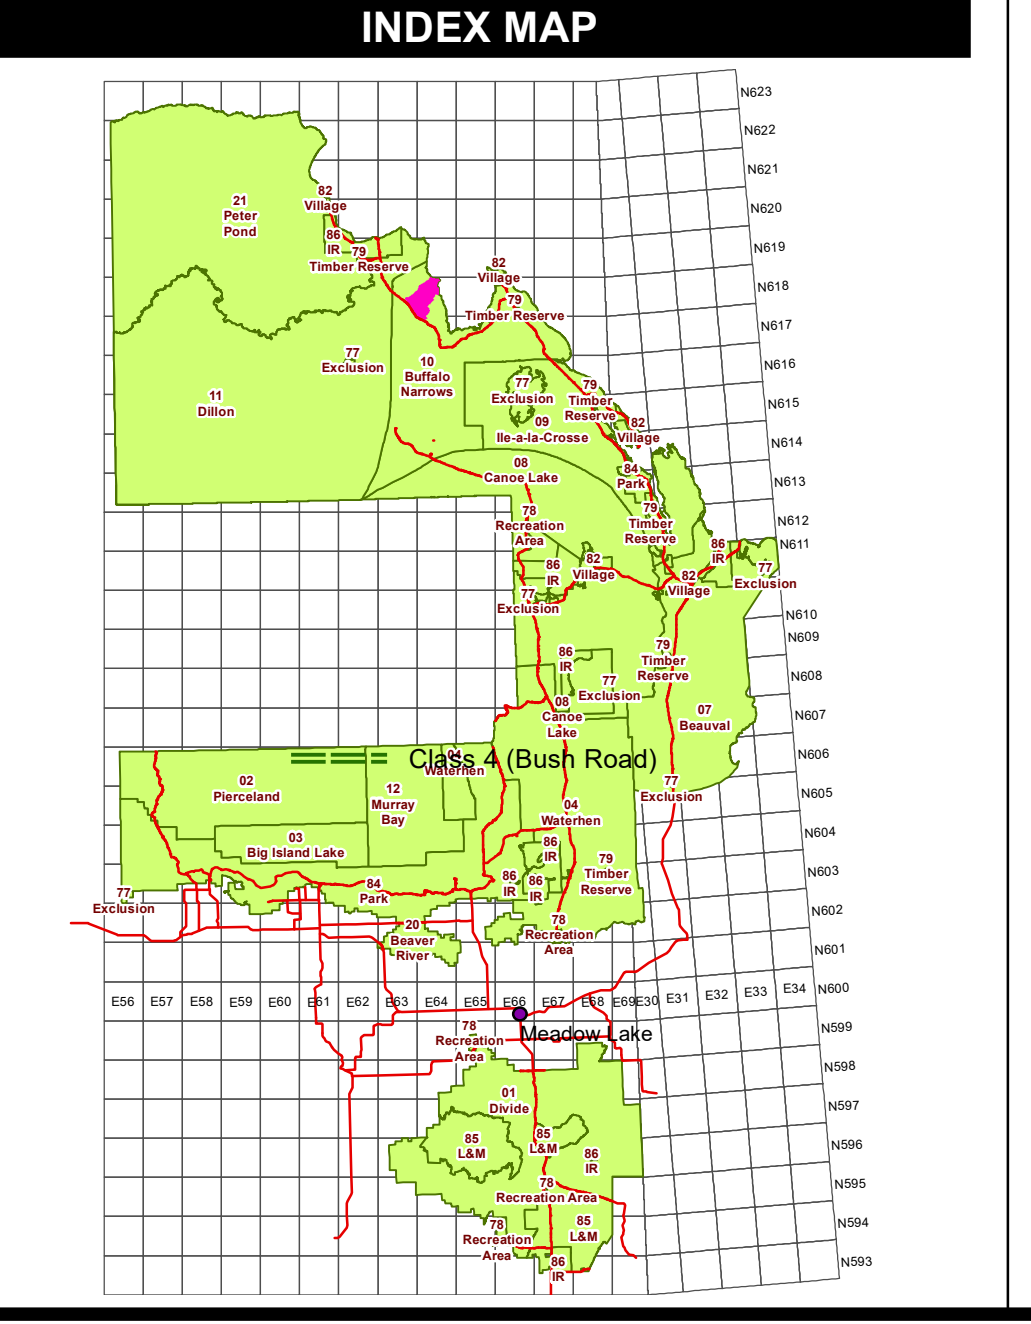 INDEX MAP
N623
N622
N621
21
Peter
Pond
82
Village
N620
86
IR
79
Timber Reserve
N619
82
Village
N618
79
Timber Reserve
N617
77
Exclusion
10
Buffalo
Narrows
N616
11
Dillon
77
Exclusion
79
Timber
Reserve
N615
09
Ile-a-la-Crosse
82
Village
N614
08
Canoe Lake
84
Park
N613
78
Recreation
Area
79
Timber
Reserve
N612
N611
86
IR
82
Village
86
IR
77
Exclusion
77
Exclusion
82
Village
N610
N609
86
IR
79
Timber
Reserve
N608
77
Exclusion
08
Canoe
Lake
07
Beauval
N607
04
Waterhen
Class 4 (Bush Road)
N606
02
Pierceland
12
Murray
Bay
77
Exclusion
N605
04
Waterhen
N604
03
Big Island Lake
86
IR
79
Timber
Reserve
N603
77
Exclusion
84
Park
86
IR
86
IR
N602
20
Beaver
River
78
Recreation
Area
N601
E56 E57 E58 E59 E60 E61 E62 E63 E64 E65 E66 E67 E68 E69 E30 E31 E32 E33 E34 N600
Meadow Lake
N599
78
Recreation
Area
N598
01
Divide
N597
85
L&M
85
L&M
86
IR
N596
78
Recreation Area
N595
78
Recreation
Area
85
L&M
N594
86
IR
N593